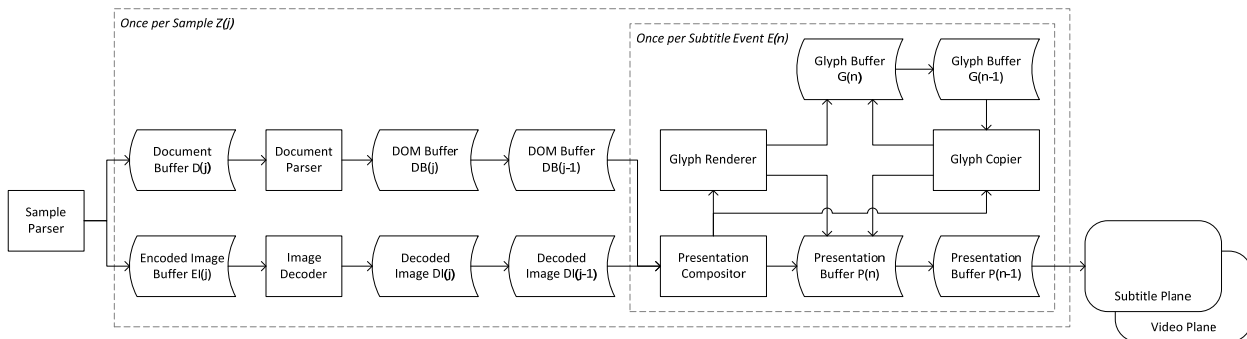 Once per Sample Z(j)
Once per Subtitle Event E(n)
Glyph Buffer
G(n)
Glyph Buffer
G(n-1)
Document
Buffer D(j)
Document
Parser
DOM Buffer
DB(j)
DOM Buffer
DB(j-1)
Glyph Renderer
Glyph Copier
Sample
Parser
Encoded Image
Buffer EI(j)
Image
Decoder
Decoded
Image DI(j)
Decoded
Image DI(j-1)
Presentation
Compositor
Presentation
Buffer P(n)
Presentation
Buffer P(n-1)
Subtitle Plane
Video Plane